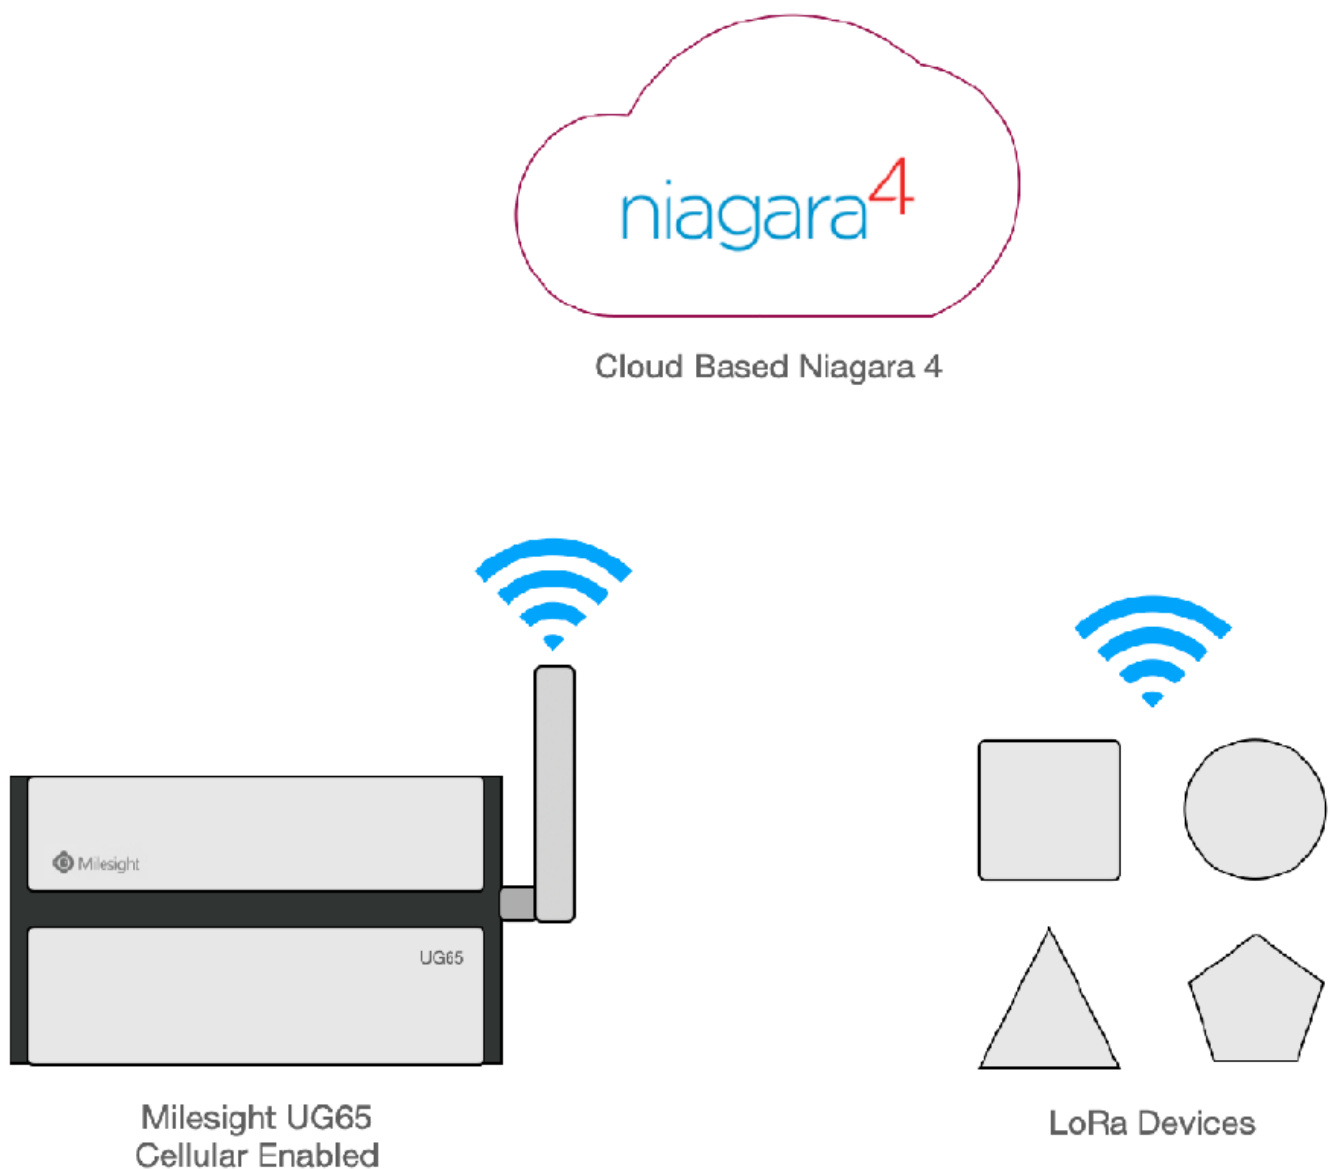 niagara4
Cloud Based Niagara 4
Milesight
UG65
Milesight UG65
Cellular Enabled
LoRa Devices